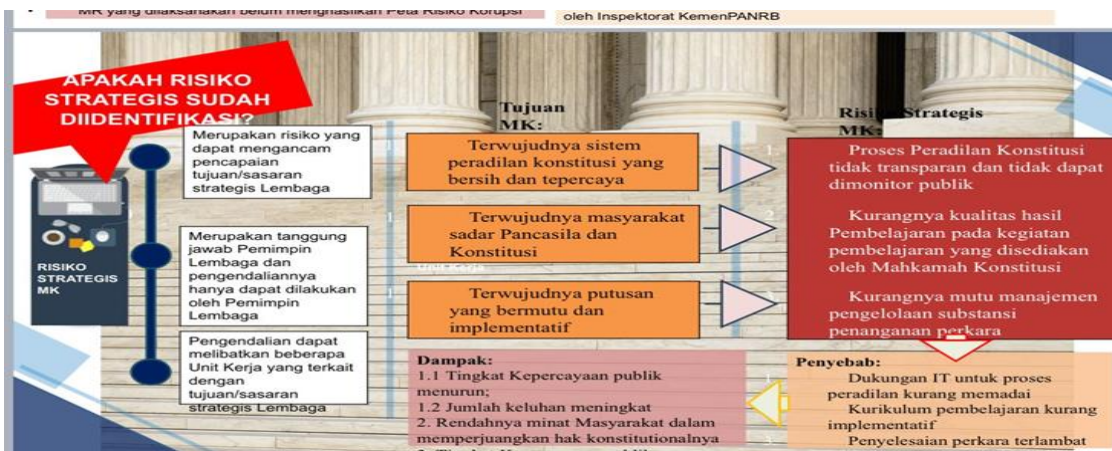 MR yang dilaksanakan belum menghasilkan Peta Risiko Korupsi
oleh Inspektorat KemenPANRB
APAKAH RISIKO
STRATEGIS SUDAH
DIIDENTIFIKASI?
RISIKO
STRATEGIS
MK
Merupakan risiko yang
dapat mengancam
pencapaian
tujuan/sasaran
strategis Lembaga
Merupakan tanggung
jawab Pemimpin
Lembaga dan
pengendaliannya
hanya dapat dilakukan
oleh Pemimpin
Lembaga
Pengendalian dapat
melibatkan beberapa
Unit Kerja yang terkait
dengan
tujuan/sasaran
strategis Lembaga
Tujuan
MK:
Terwujudnya sistem
peradilan konstitusi yang
bersih dan tepercaya
Terwujudnya masyarakat
sadar Pancasila dan
Konstitusi
Terwujudnya putusan
yang bermutu dan
implementatif
Strategis
MK:
1
Proses Peradilan Konstitusi
tidak transparan dan tidak dapat
dimonitor publik
2
Kurangnya kualitas hasil
Pembelajaran pada kegiatan
pembelajaran yang disediakan
oleh Mahkamah Konstitusi
Kurangnya mutu manajemen
pengelolaan substansi
penanganan perkara
Dampak:
1.1 Tingkat Kepercayaan publik
menurun;
1.2 Jumlah keluhan meningkat
2. Rendahnya minat Masyarakat dalam
memperjuangkan hak konstitusionalnya
Penyebab:
Dukungan IT untuk proses
peradilan kurang memadai
Kurikulum pembelajaran kurang
implementatif
3 Penyelesaian perkara terlambat